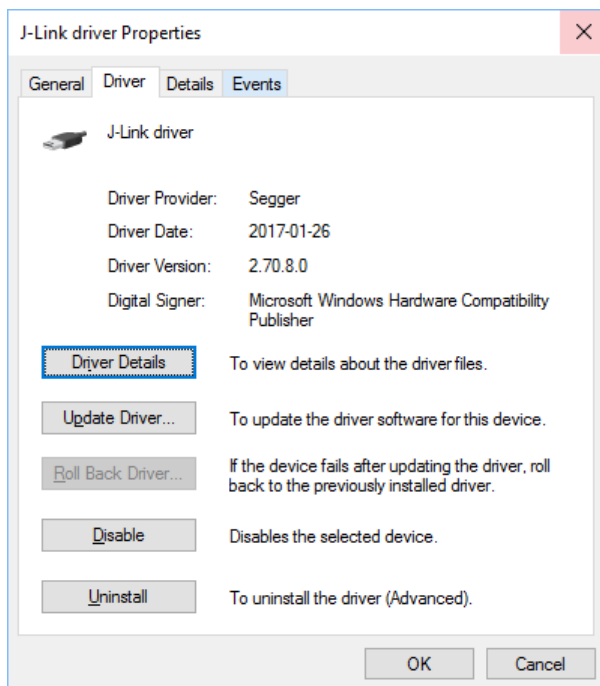 J-Link driver Properties
General Driver Details Events
J-Link driver
Driver Provider: Segger
Driver Date: 2017-01-26
Driver Version: 2.70.8.0
Digital Signer: Microsoft Windows Hardware Compatibility
Publisher
Driver Details To view details about the driver files.
Update Driver... To update the driver software for this device.
Roll Back Driver... If the device fails after updating the driver, roll
back to the previously installed driver.
Disable Disables the selected device.
Uninstall To uninstall the driver (Advanced).
OK Cancel